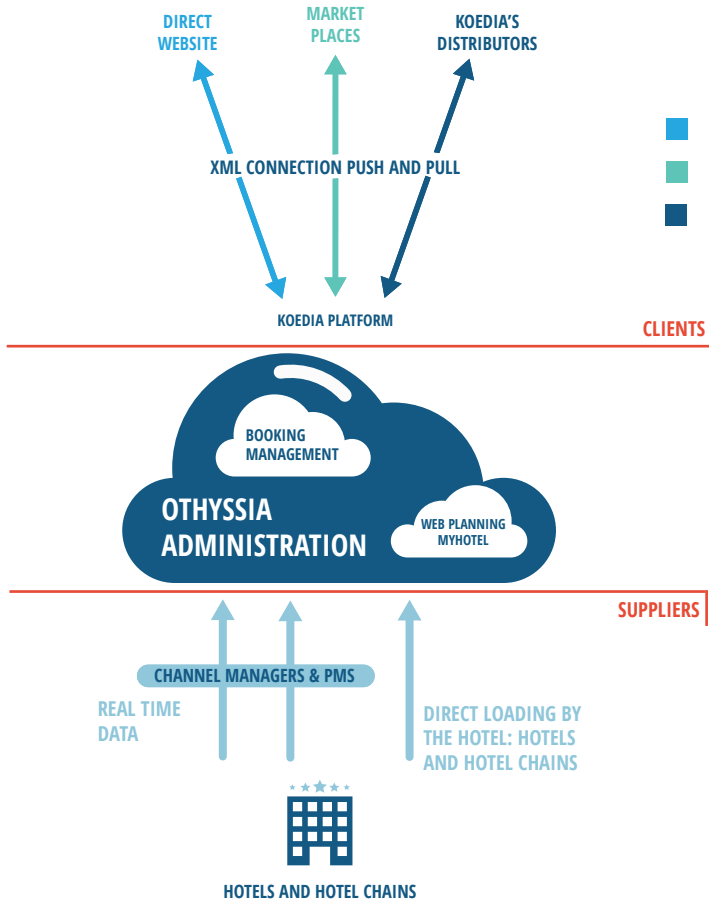 DIRECT
WEBSITE
MARKET
PLACES
KOEDIA'S
DISTRIBUTORS
XML CONNECTION PUSH AND PULL
KOEDIA PLATFORM
CLIENTS
BOOKING
MANAGEMENT
OTHYSSIA
ADMINISTRATION
WEB PLANNING
MYHOTEL
SUPPLIERS
CHANNEL MANAGERS & PMS
REAL TIME
DATA
DIRECT LOADING BY
THE HOTEL: HOTELS
AND HOTEL CHAINS
HOTELS AND HOTEL CHAINS